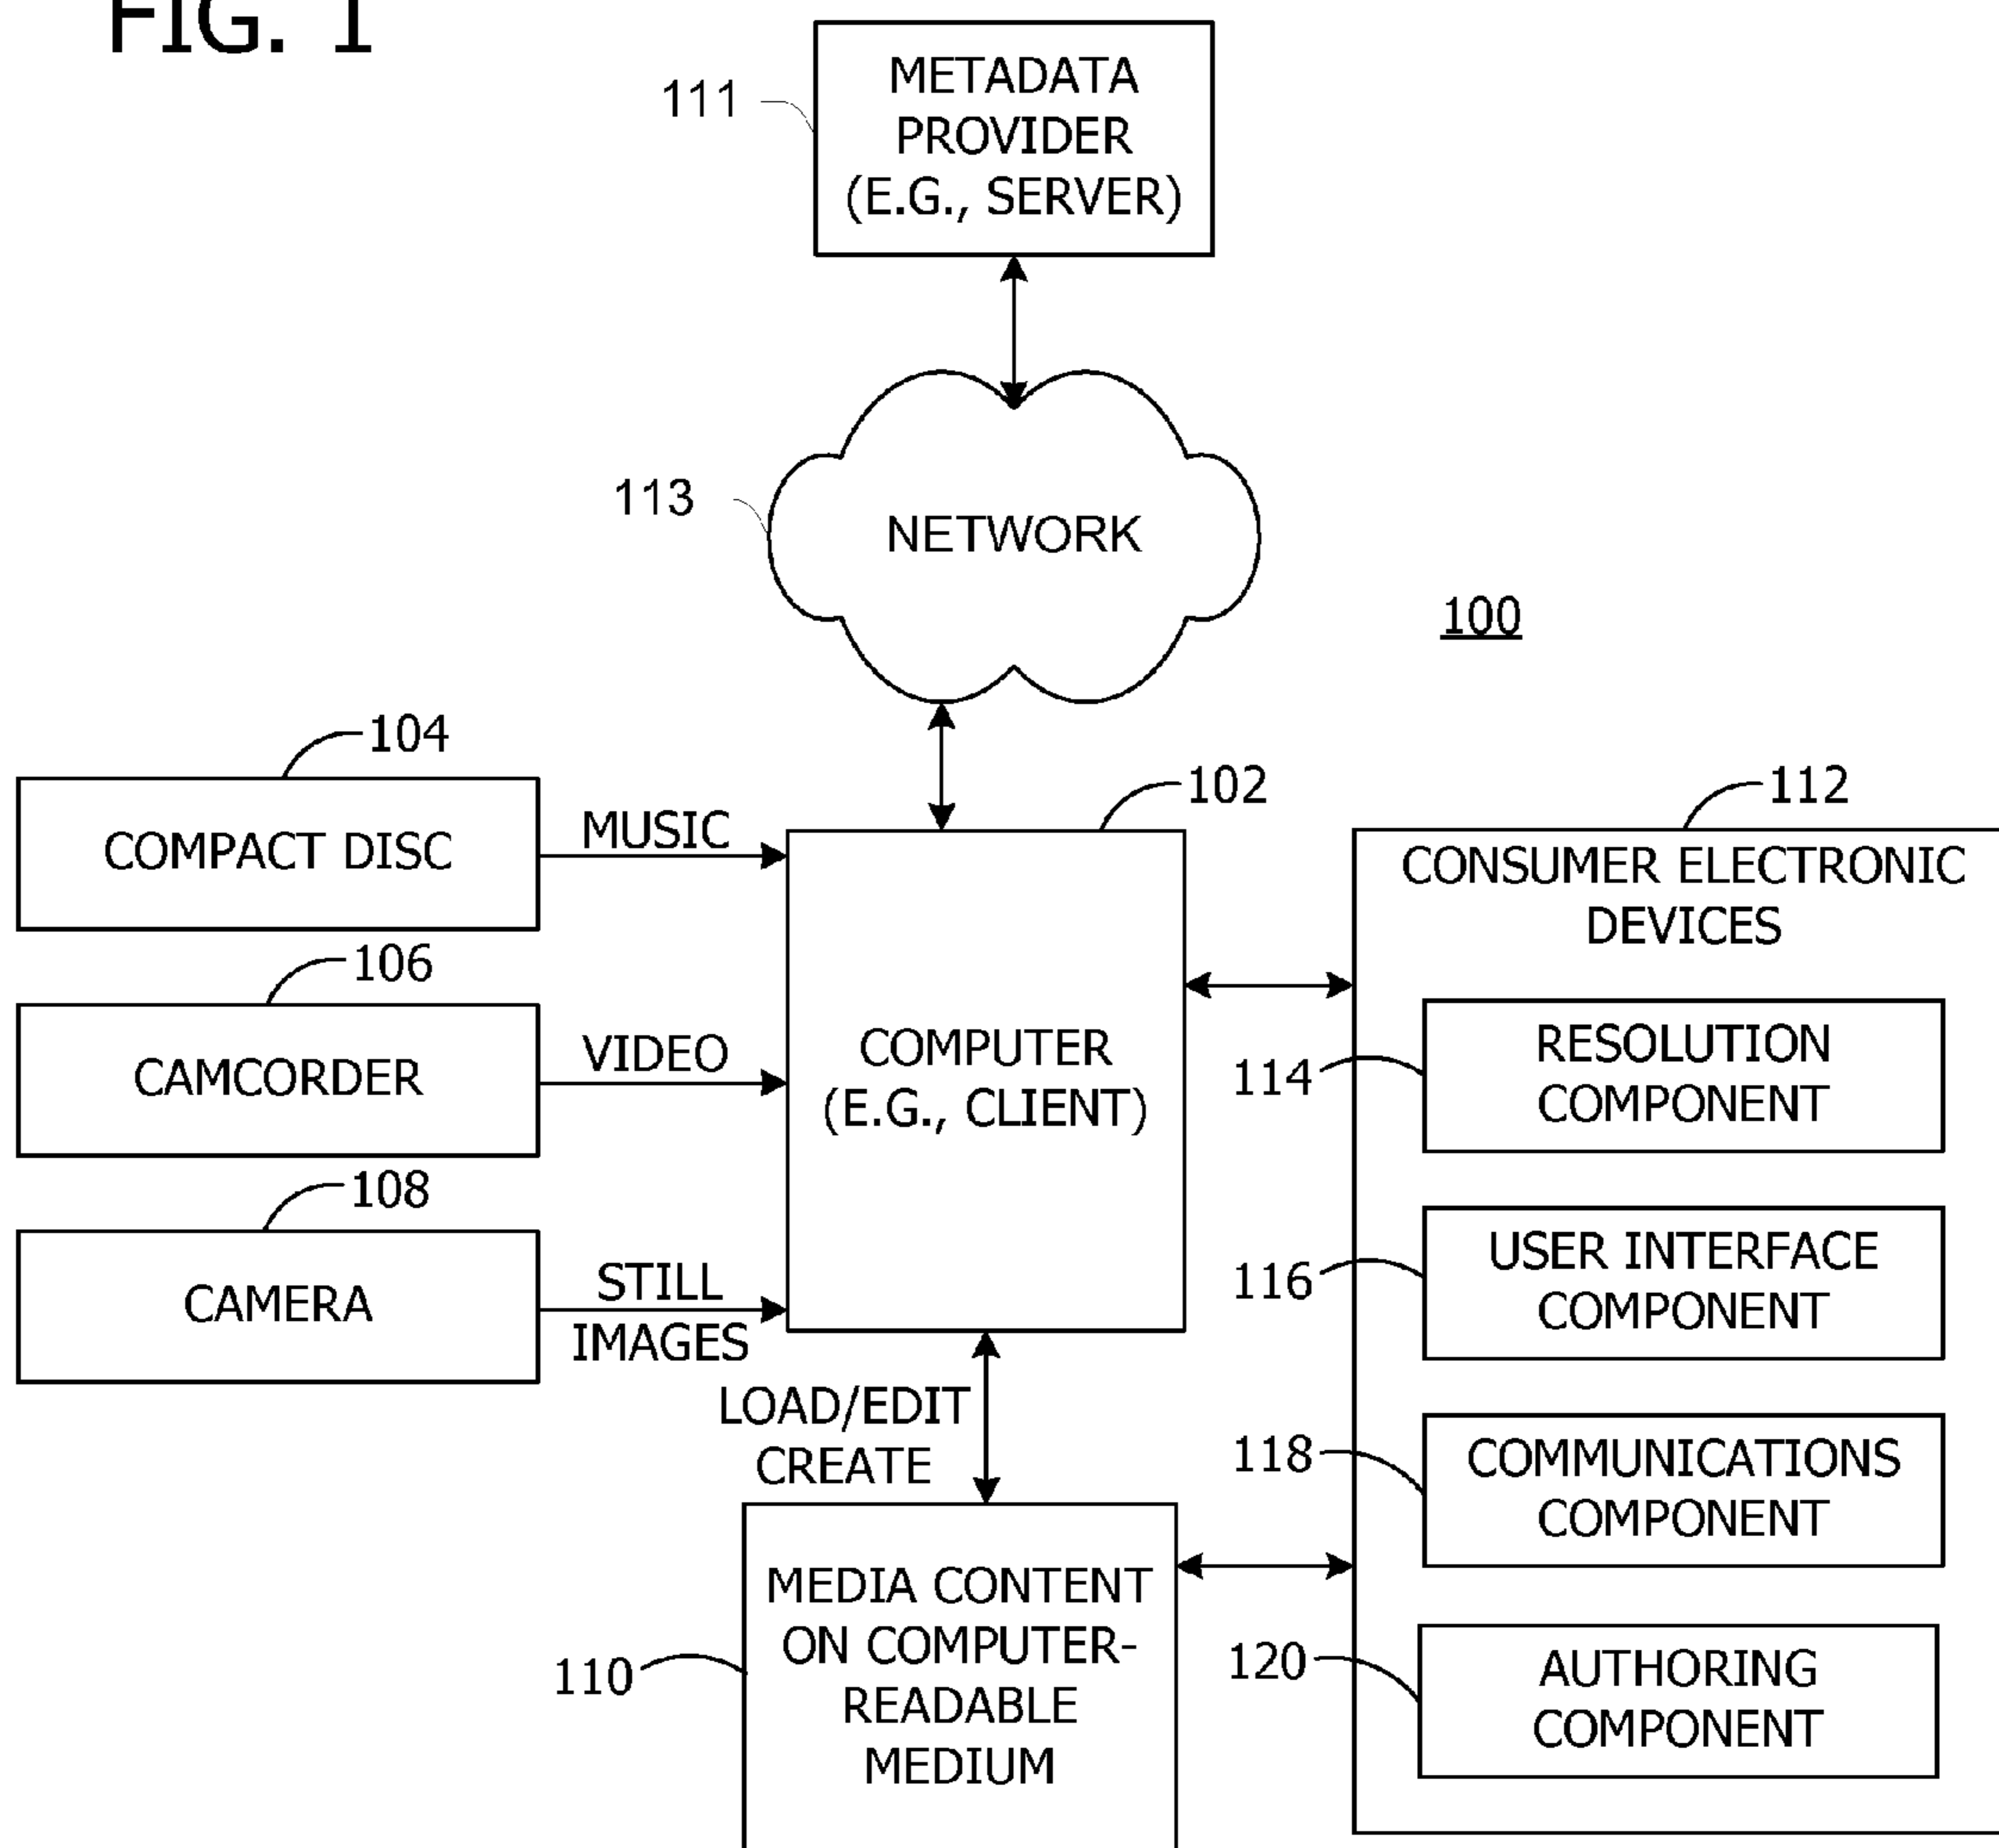 FIG. 1
METADATA
PROVIDER
(E.G., SERVER)
111
NETWORK
113
100
104
COMPACT DISC
MUSIC
106
CAMCORDER
VIDEO
108
CAMERA
STILL
IMAGES
102
COMPUTER
(E.G., CLIENT)
LOAD/EDIT
CREATE
110
MEDIA CONTENT
ON COMPUTER-
READABLE
MEDIUM
112
CONSUMER ELECTRONIC
DEVICES
114
RESOLUTION
COMPONENT
116
USER INTERFACE
COMPONENT
118
COMMUNICATIONS
COMPONENT
120
AUTHORING
COMPONENT